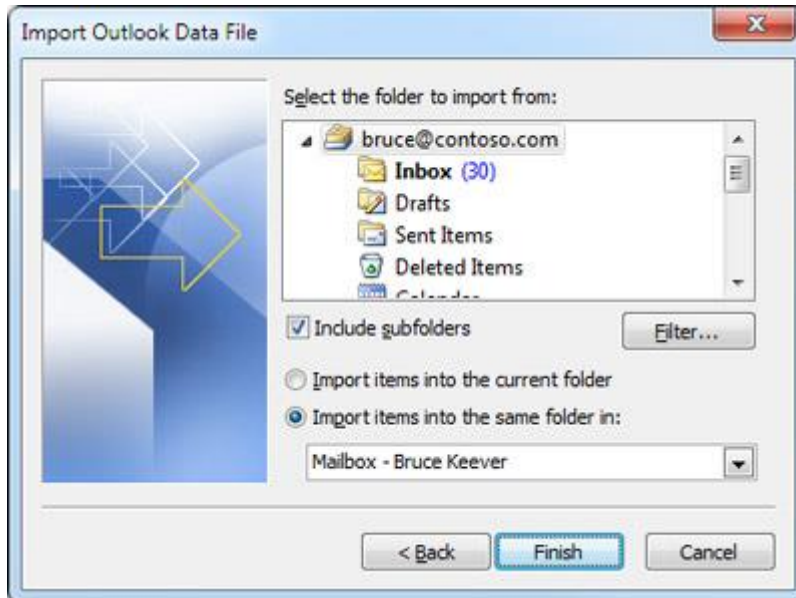 Import Outlook Data File
Select the folder to import from:
bruce@contoso.com
Inbox (30)
Drafts
Sent Items
Deleted Items
Calendar
Include subfolders
Filter...
Import items into the current folder
Import items into the same folder in:
Mailbox - Bruce Keever
< Back Finish Cancel